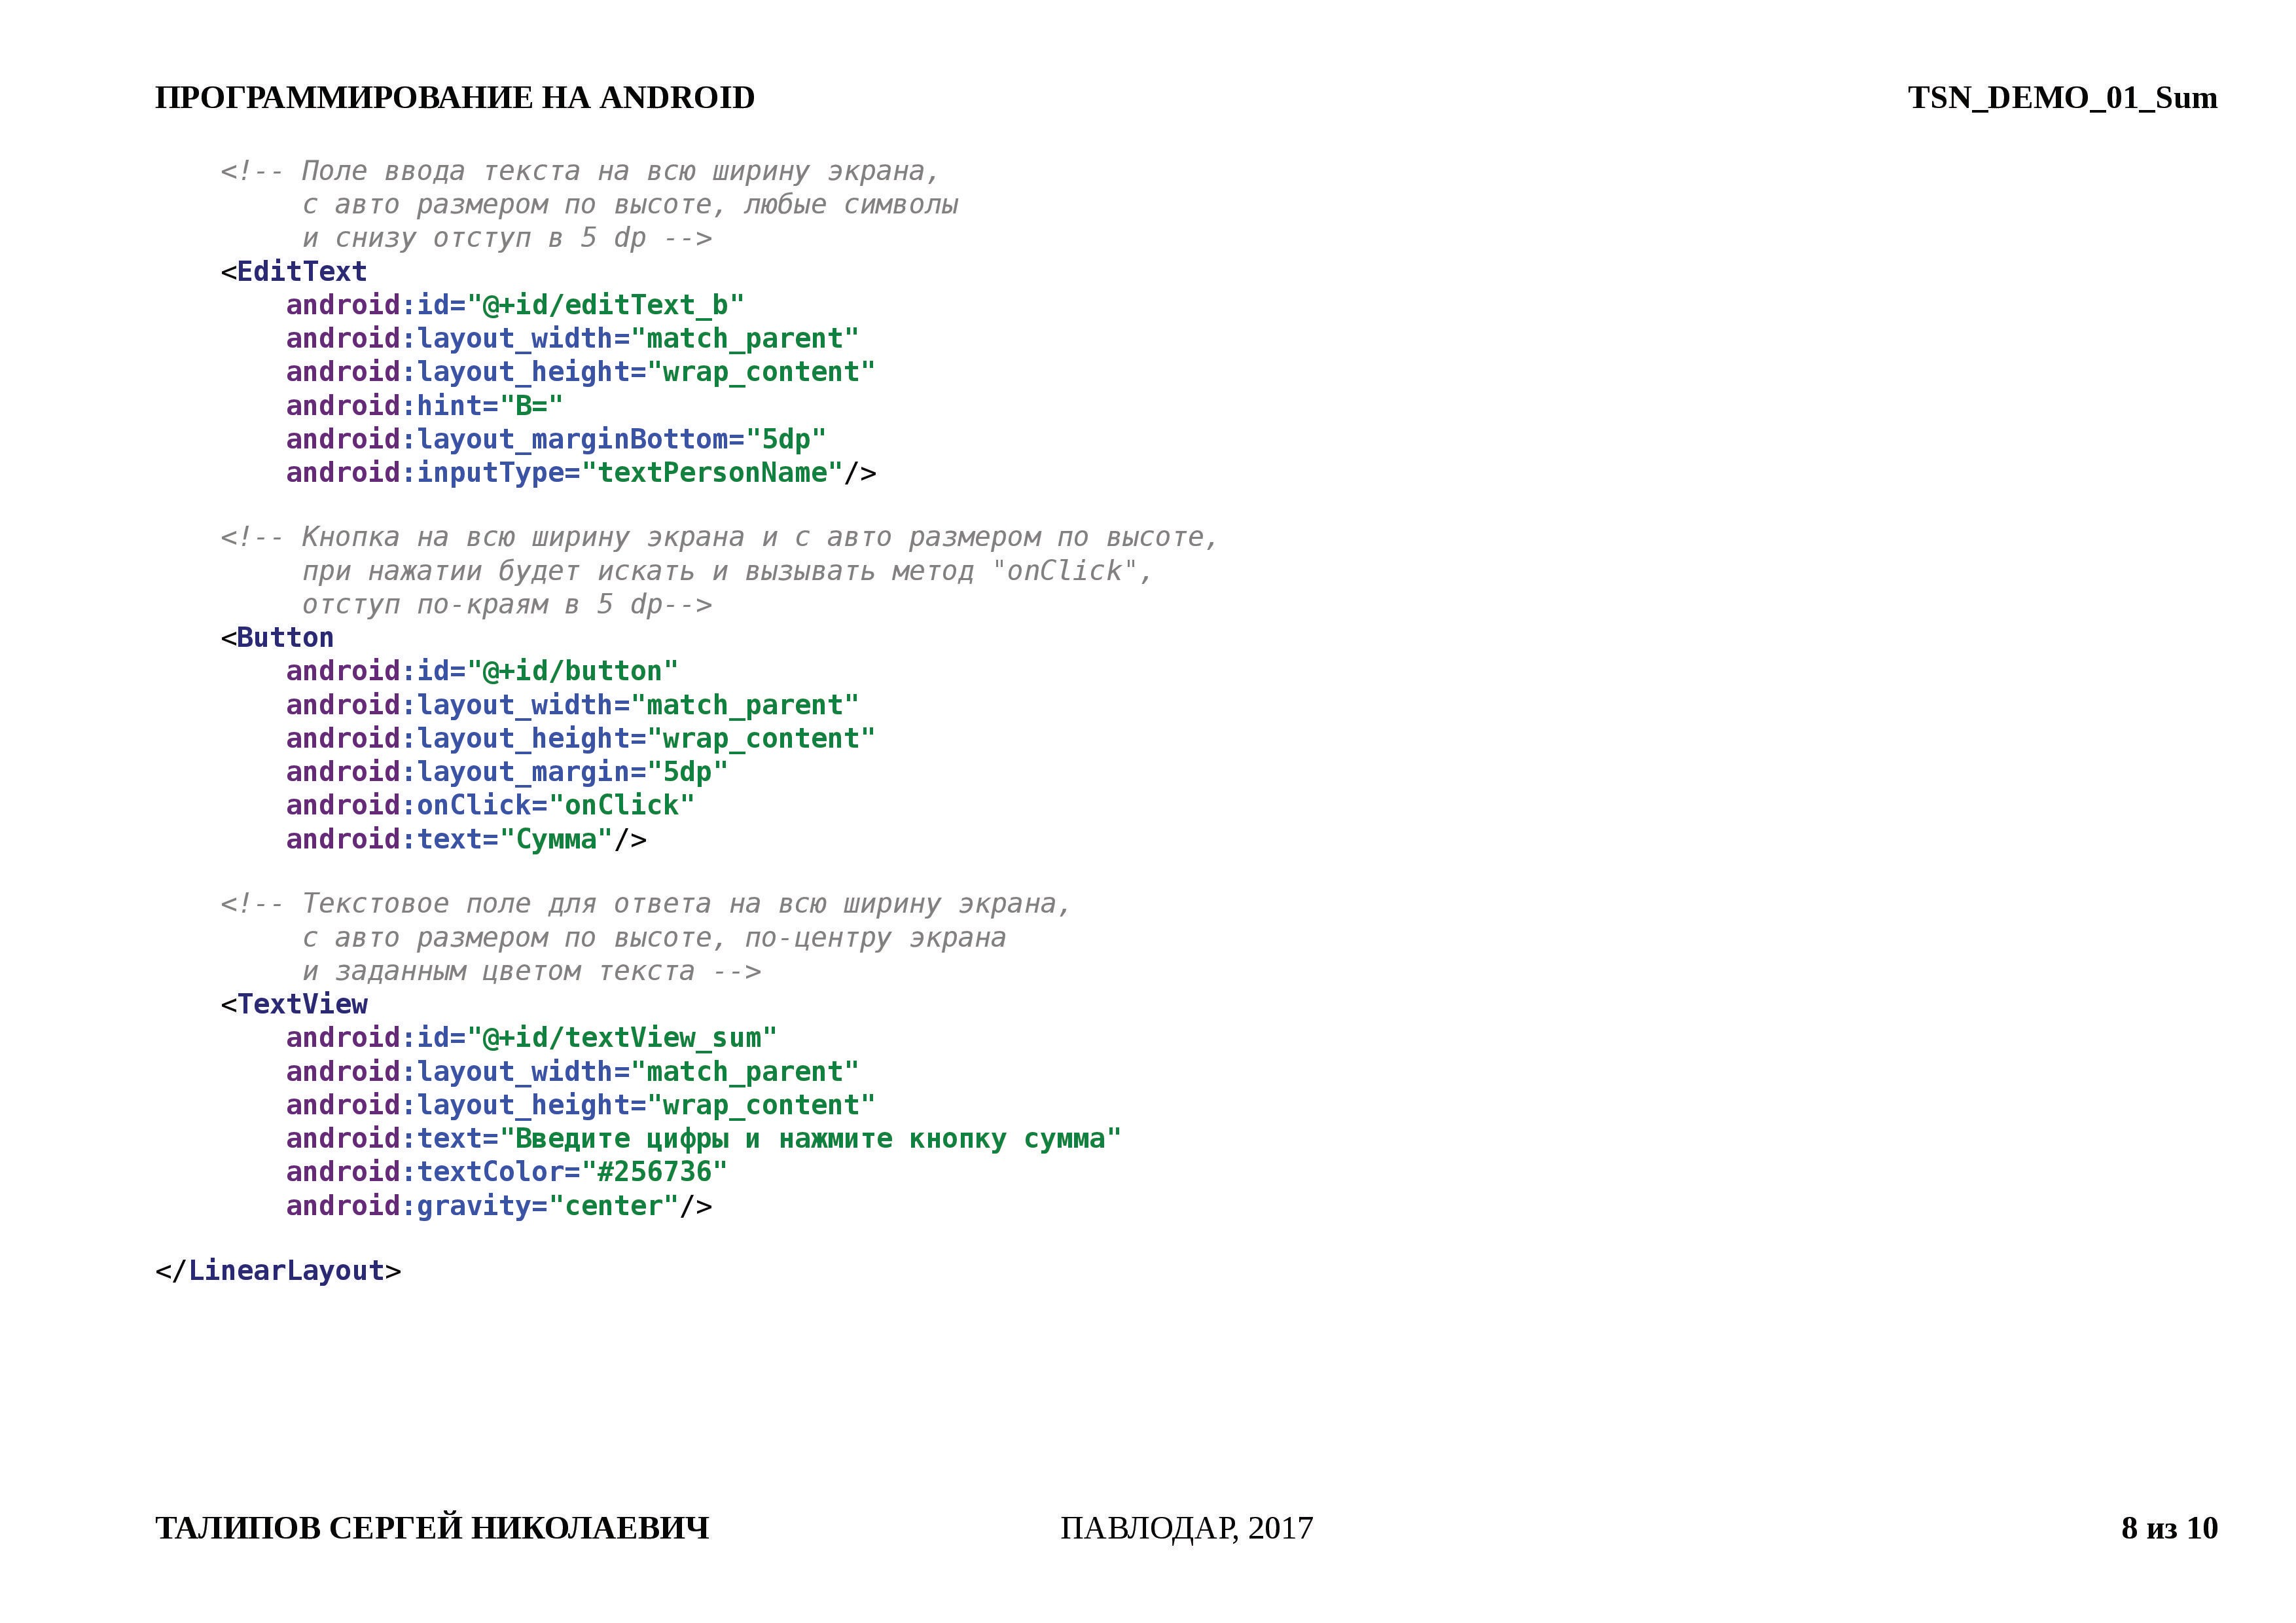 ПРОГРАММИРОВАНИЕ НА ANDROID TSN_DEMO_01_Sum
<!-- Поле ввода текста на всю ширину экрана,
с авто размером по высоте, любые символы
и снизу отступ в 5 dp -->
<EditText
android:id="@+id/editText_b"
android:layout_width="match_parent"
android:layout_height="wrap_content"
android:hint="B="
android:layout_marginBottom="5dp"
android:inputType="textPersonName"/>
<!-- Кнопка на всю ширину экрана и с авто размером по высоте,
при нажатии будет искать и вызывать метод "onClick",
отступ по-краям в 5 dp-->
<Button
android:id="@+id/button"
android:layout_width="match_parent"
android:layout_height="wrap_content"
android:layout_margin="5dp"
android:onClick="onClick"
android:text="Сумма"/>
<!-- Текстовое поле для ответа на всю ширину экрана,
с авто размером по высоте, по-центру экрана
и заданным цветом текста -->
<TextView
android:id="@+id/textView_sum"
android:layout_width="match_parent"
android:layout_height="wrap_content"
android:text="Введите цифры и нажмите кнопку сумма"
android:textColor="#256736"
android:gravity="center"/>
</LinearLayout>
ТАЛИПОВ СЕРГЕЙ НИКОЛАЕВИЧ ПАВЛОДАР, 2017 8 из 10